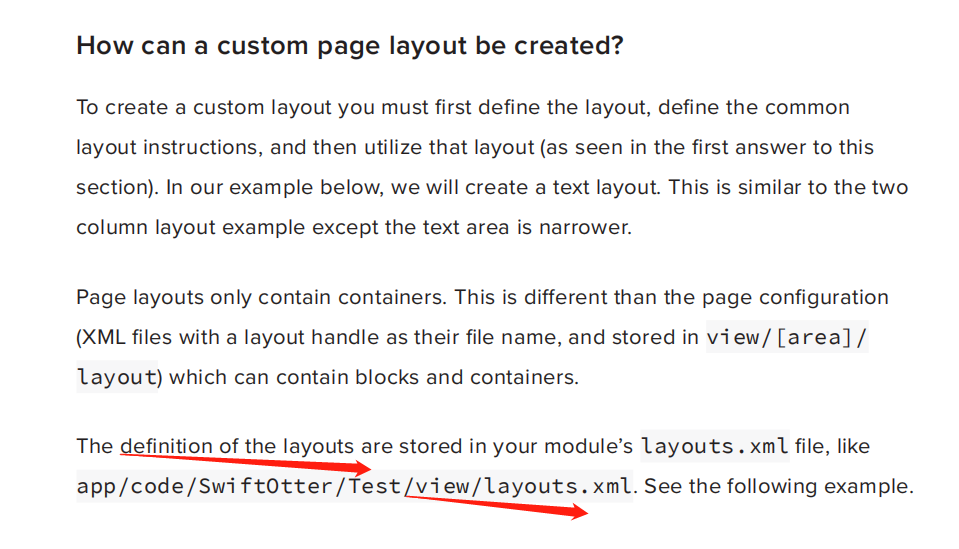 How can a custom page layout be created?
To create a custom layout you must first define the layout, define the common
layout instructions, and then utilize that layout (as seen in the first answer to this
section). In our example below, we will create a text layout. This is similar to the two
column layout example except the text area is narrower.
Page layouts only contain containers. This is different than the page configuration
(XML files with a layout handle as their file name, and stored in view/[area]/
layout) which can contain blocks and containers.
The definition of the layouts are stored in your module’s layouts.xml file, like
app/code/SwiftOtter/Test/view/layouts.xml. See the following example.